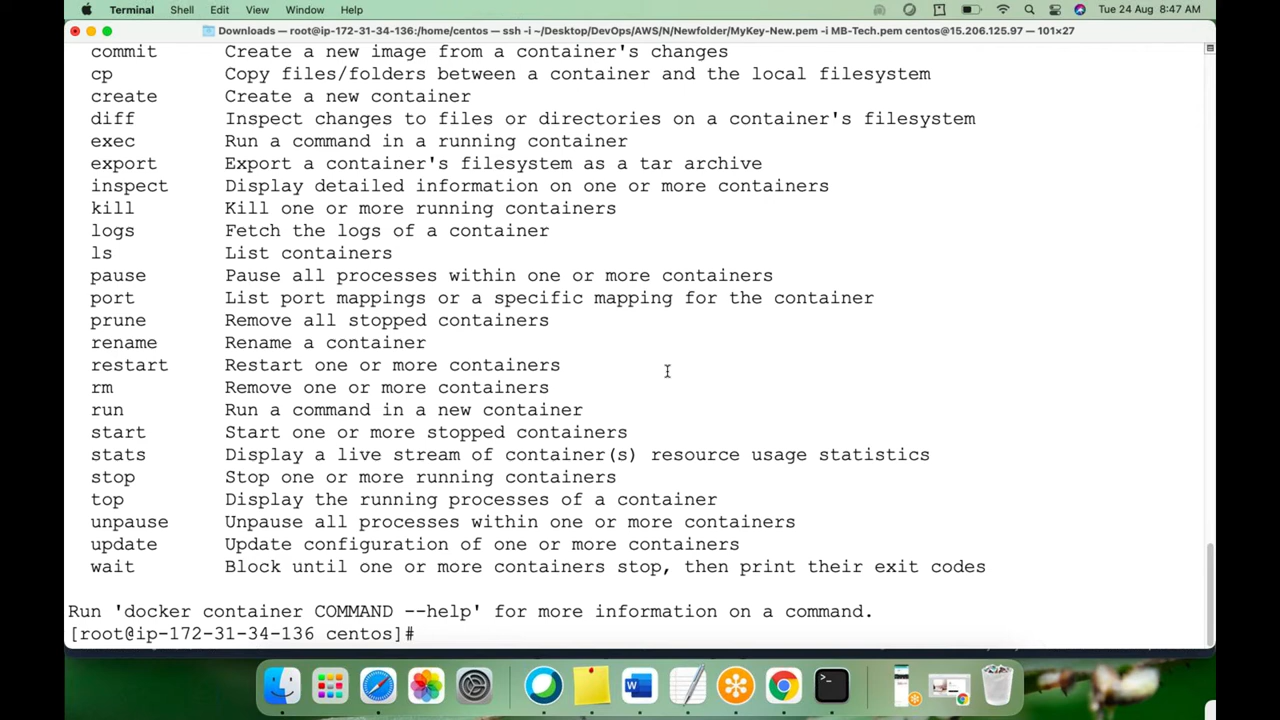 Terminal Shell Edit View Window Help Tue 24 Aug 8:47 AM
Downloads — root@ip-172-31-34-136:/home/centos — ssh -i ~/Desktop/DevOps/AWS/N/Newfolder/MyKey-New.pem -i MB-Tech.pem centos@15.206.125.97 — 101×27
commit Create a new image from a container's changes
cp Copy files/folders between a container and the local filesystem
create Create a new container
diff Inspect changes to files or directories on a container's filesystem
exec Run a command in a running container
export Export a container's filesystem as a tar archive
inspect Display detailed information on one or more containers
kill Kill one or more running containers
logs Fetch the logs of a container
ls List containers
pause Pause all processes within one or more containers
port List port mappings or a specific mapping for the container
prune Remove all stopped containers
rename Rename a container
restart Restart one or more containers
rm Remove one or more containers
run Run a command in a new container
start Start one or more stopped containers
stats Display a live stream of container(s) resource usage statistics
stop Stop one or more running containers
top Display the running processes of a container
unpause Unpause all processes within one or more containers
update Update configuration of one or more containers
wait Block until one or more containers stop, then print their exit codes
Run 'docker container COMMAND --help' for more information on a command.
[root@ip-172-31-34-136 centos]#